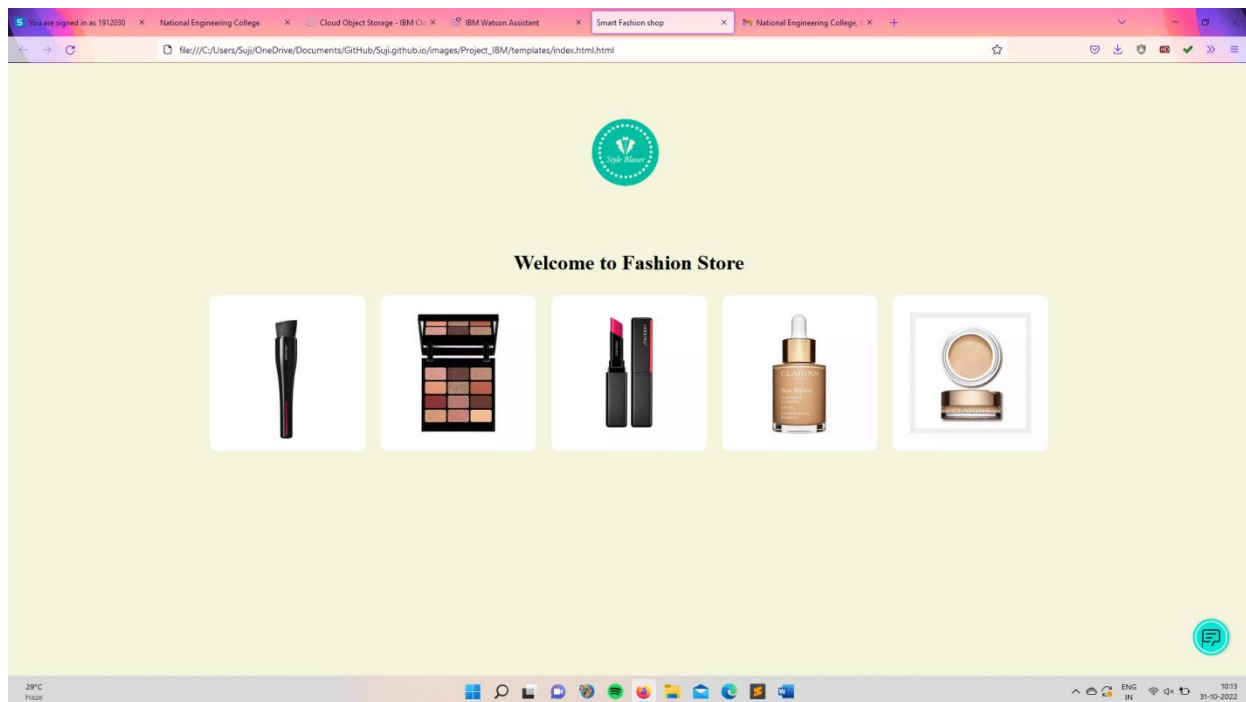 You are signed in as 1912030
National Engineering College
Cloud Object Storage - IBM Clo
IBM Watson Assistant
Smart Fashion shop
National Engineering College,
file:///C:/Users/Suji/OneDrive/Documents/GitHub/Suji.github.io/images/Project_IBM/templates/index.html.html
Style Blazer
Welcome to Fashion Store
CLARINS
CLARINS
29°C
Haze
ENG
IN
10:13
31-10-2022